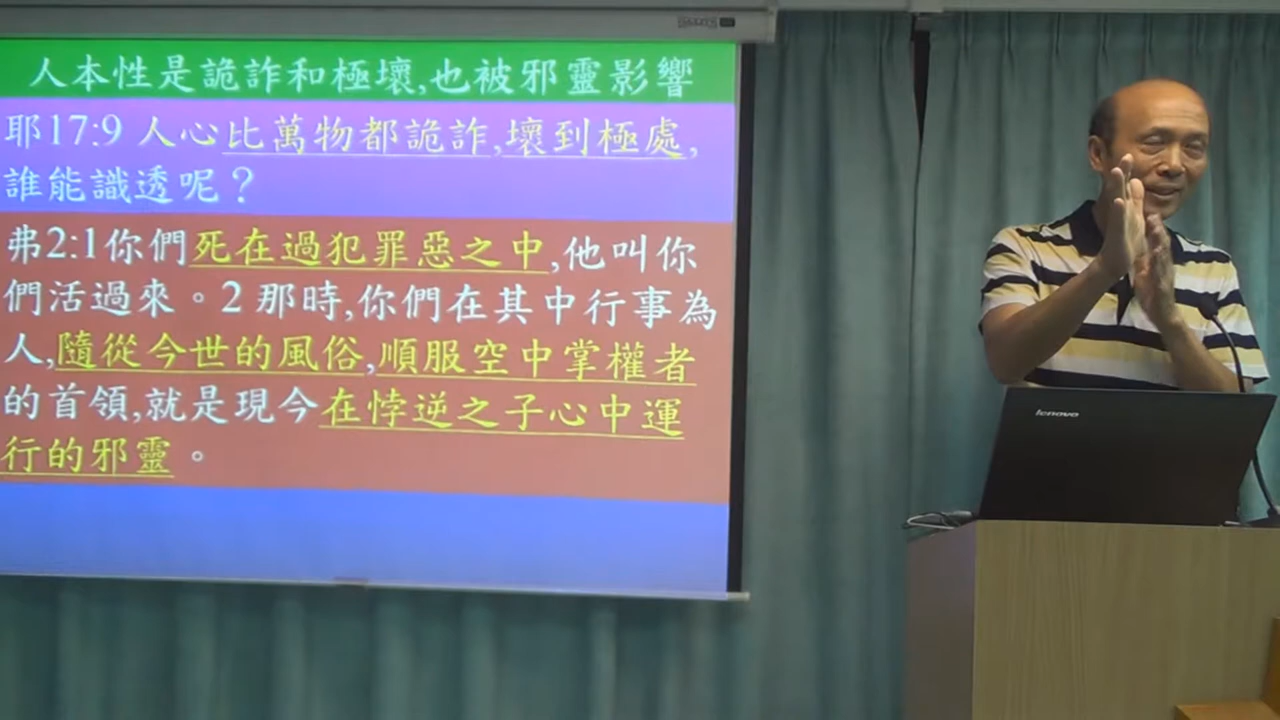 人本性是詭詐和極壞,也被邪靈影響
耶17:9 人心比萬物都詭詐,壞到極處,
誰能識透呢？
弗2:1你們死在過犯罪惡之中,他叫你
們活過來。2 那時,你們在其中行事為
人,隨從今世的風俗,順服空中掌權者
的首領,就是現今在悖逆之子心中運
行的邪靈。
lenovo